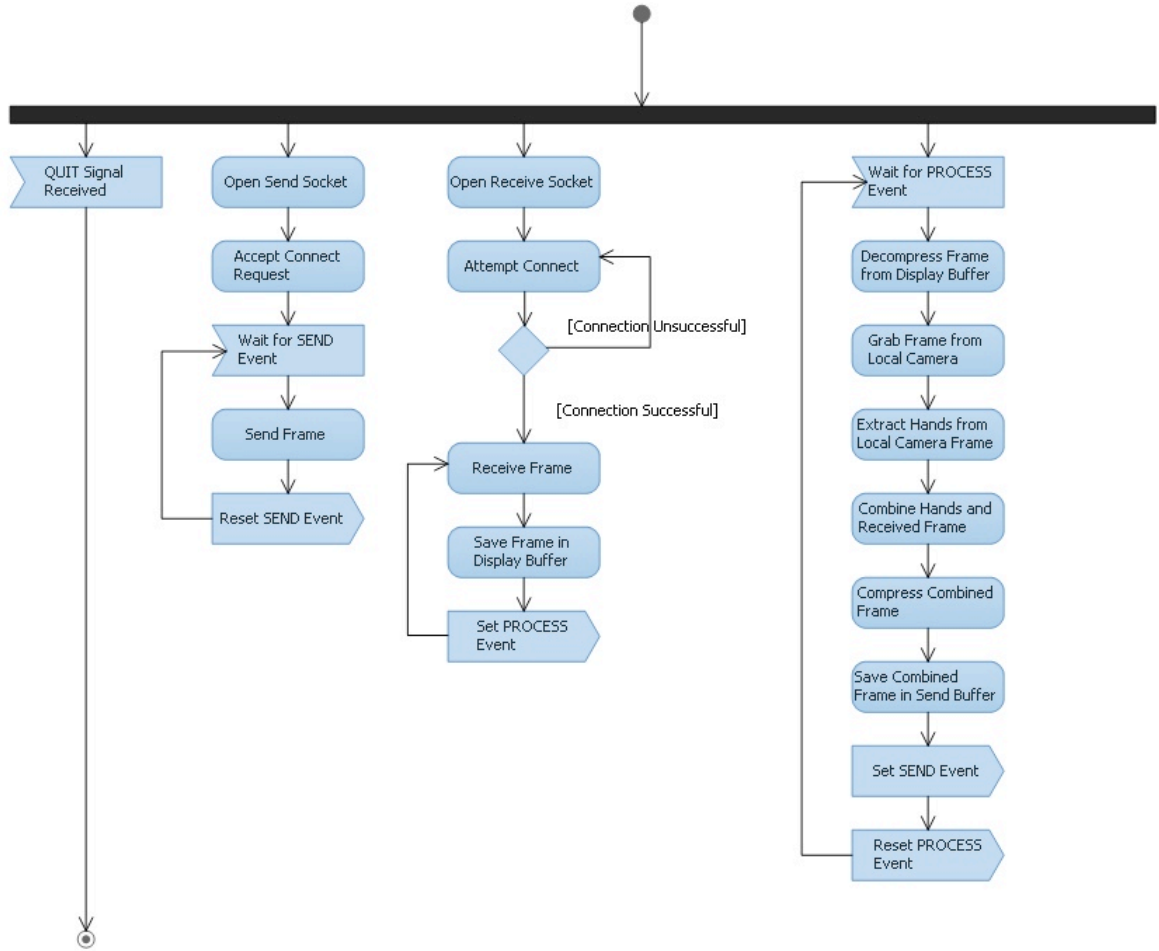 QUIT Signal
Received
Open Send Socket
Accept Connect
Request
Wait for SEND
Event
Send Frame
Reset SEND Event
Open Receive Socket
Attempt Connect
[Connection Unsuccessful]
[Connection Successful]
Receive Frame
Save Frame in
Display Buffer
Set PROCESS
Event
Wait for PROCESS
Event
Decompress Frame
from Display Buffer
Grab Frame from
Local Camera
Extract Hands from
Local Camera Frame
Combine Hands and
Received Frame
Compress Combined
Frame
Save Combined
Frame in Send Buffer
Set SEND Event
Reset PROCESS
Event